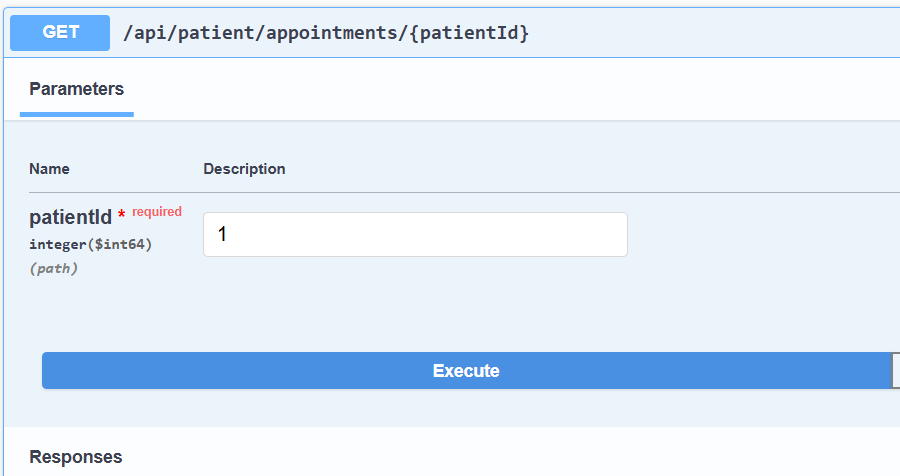 GET /api/patient/appointments/{patientId}
Parameters
Name Description
patientId * required
1
integer($int64)
(path)
Execute
Responses